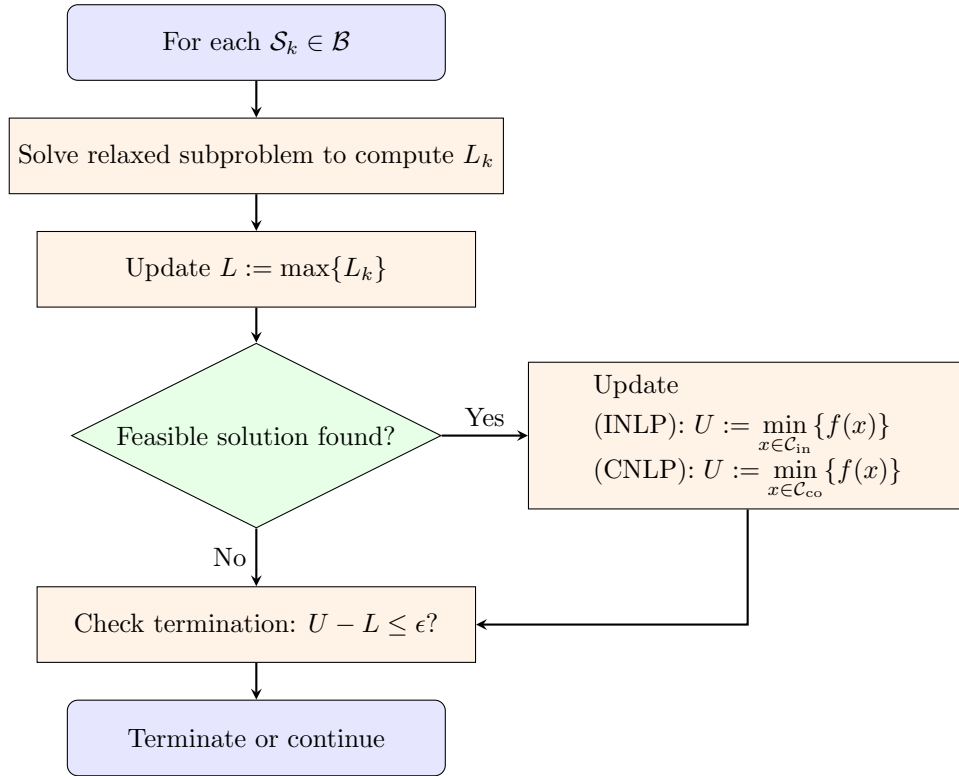 For each $\mathcal{S}_k \in \mathcal{B}$
Solve relaxed subproblem to compute $L_k$
Update $L := \max\{L_k\}$
Feasible solution found?
Yes
Update
(INLP): $U := \min_{x \in \mathcal{C}_{\text{in}}} \{f(x)\}$
(CNLP): $U := \min_{x \in \mathcal{C}_{\text{co}}} \{f(x)\}$
No
Check termination: $U - L \leq \epsilon$?
Terminate or continue